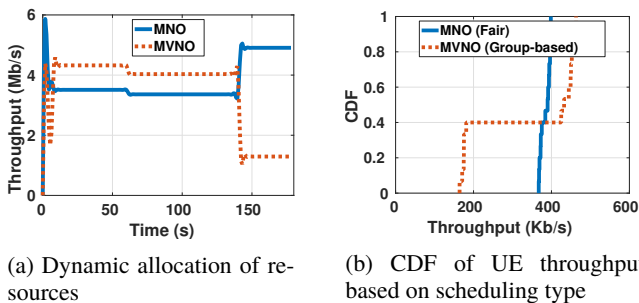 6
4
2
0
Throughput (Mb/s)
MNO
MVNO
0
50
100
150
Time (s)
(a) Dynamic allocation of re-
sources
1
0.8
0.6
0.4
0.2
0
CDF
MNO (Fair)
MVNO (Group-based)
0
200
400
600
Throughput (Kb/s)
(b) CDF of UE throughput
based on scheduling type